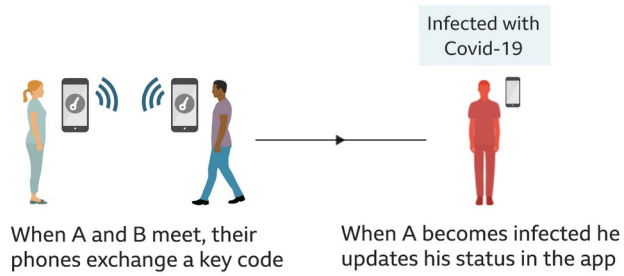 Infected with
Covid-19
When A and B meet, their
phones exchange a key code
When A becomes infected he
updates his status in the app